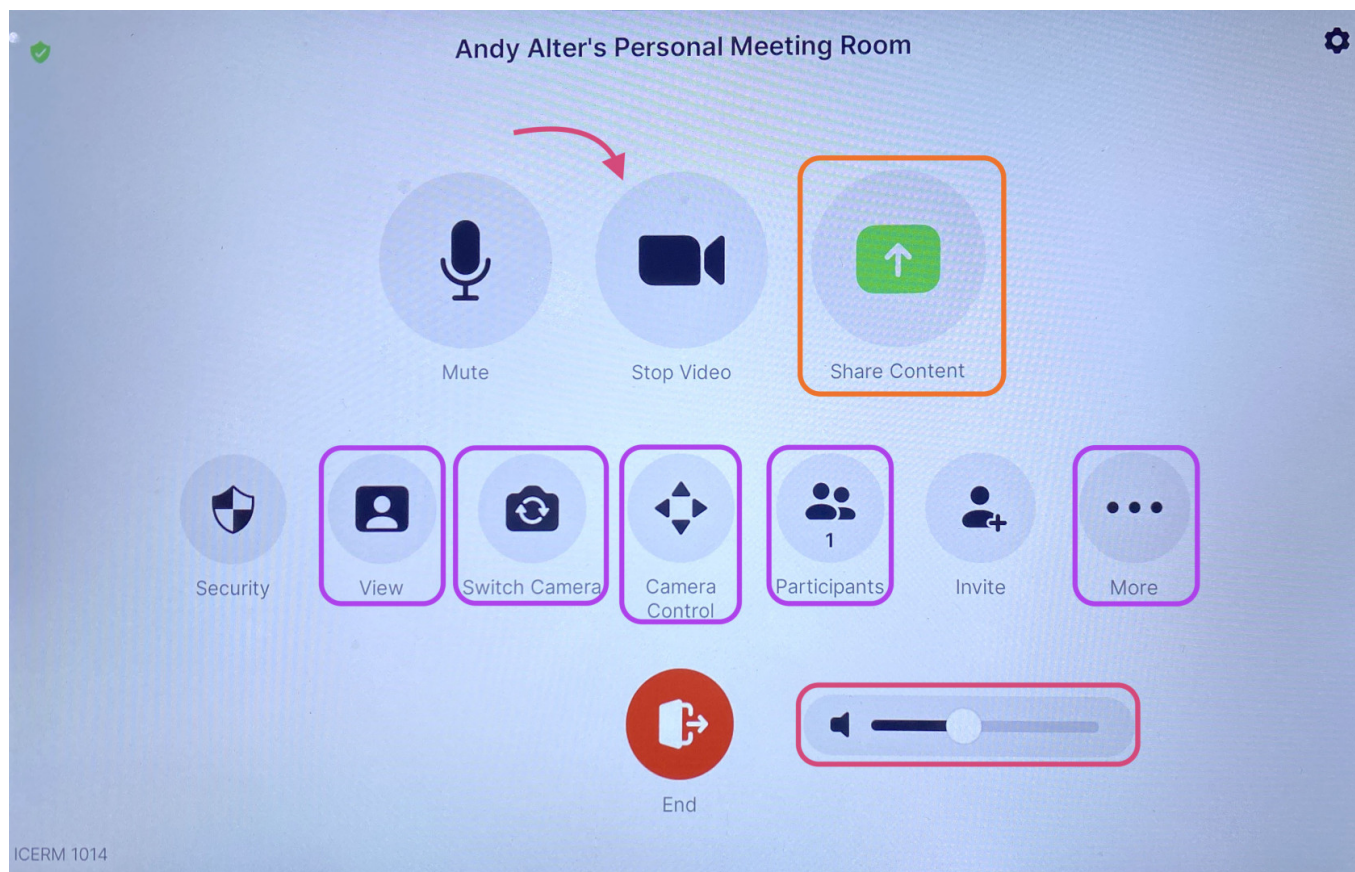 Andy Alter's Personal Meeting Room
Mute
Stop Video
Share Content
Security
View
Switch Camera
Camera
Control
Participants
1
Invite
More
End
ICERM 1014